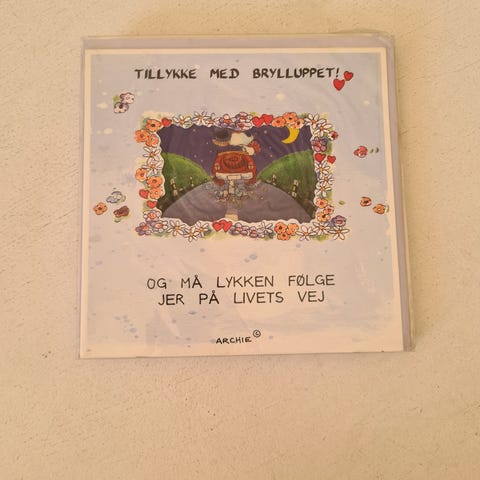 TILLYKKE MED BRYLLUPPET!
OG MÅ LYKKEN FØLGE
JER PÅ LIVETS VEJ
ARCHIE ©